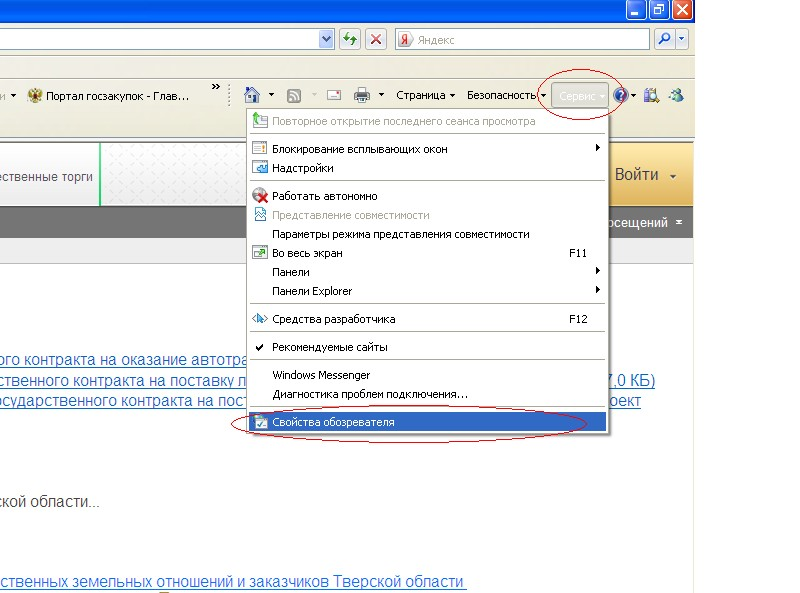 Яндекс
и
Портал госзакупок - Глав...
»
Страница
Безопасность
Сервис
Повторное открытие последнего сеанса просмотра
Блокирование всплывающих окон
Надстройки
Работать автономно
Представление совместимости
Параметры режима представления совместимости
Во весь экран F11
Панели
Панели Explorer
Средства разработчика F12
Рекомендуемые сайты
Windows Messenger
Диагностика проблем подключения...
Свойства обозревателя
ественные торги
Войти
осещений
ого контракта на оказание автотра
ственного контракта на поставку л 7,0 КБ)
осударственного контракта на пост оект
ской области...
ственных земельных отношений и заказчиков Тверской области